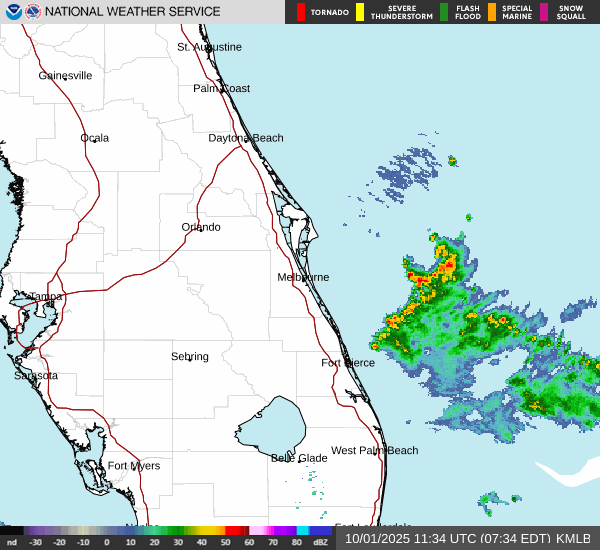 NATIONAL WEATHER SERVICE
TORNADO
SEVERE THUNDERSTORM
FLASH FLOOD
SPECIAL MARINE
SNOW SQUALL
St. Augustine
Gainesville
Palm Coast
Ocala
Daytona Beach
Orlando
Melbourne
Tampa
Sebring
Fort Pierce
Sarasota
West Palm Beach
Belle Glade
Fort Myers
nd -30 -20 -10 0 10 20 30 40 50 60 70 80 dBZ
10/01/2025 11:34 UTC (07:34 EDT) KMLB